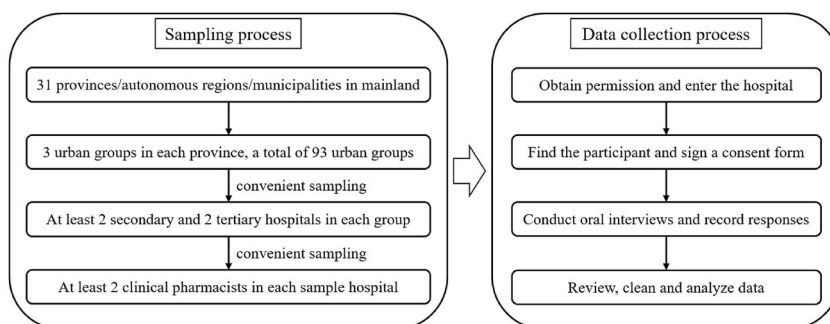 Sampling process
31 provinces/autonomous regions/municipalities in mainland
3 urban groups in each province, a total of 93 urban groups
convenient sampling
At least 2 secondary and 2 tertiary hospitals in each group
convenient sampling
At least 2 clinical pharmacists in each sample hospital
Data collection process
Obtain permission and enter the hospital
Find the participant and sign a consent form
Conduct oral interviews and record responses
Review, clean and analyze data